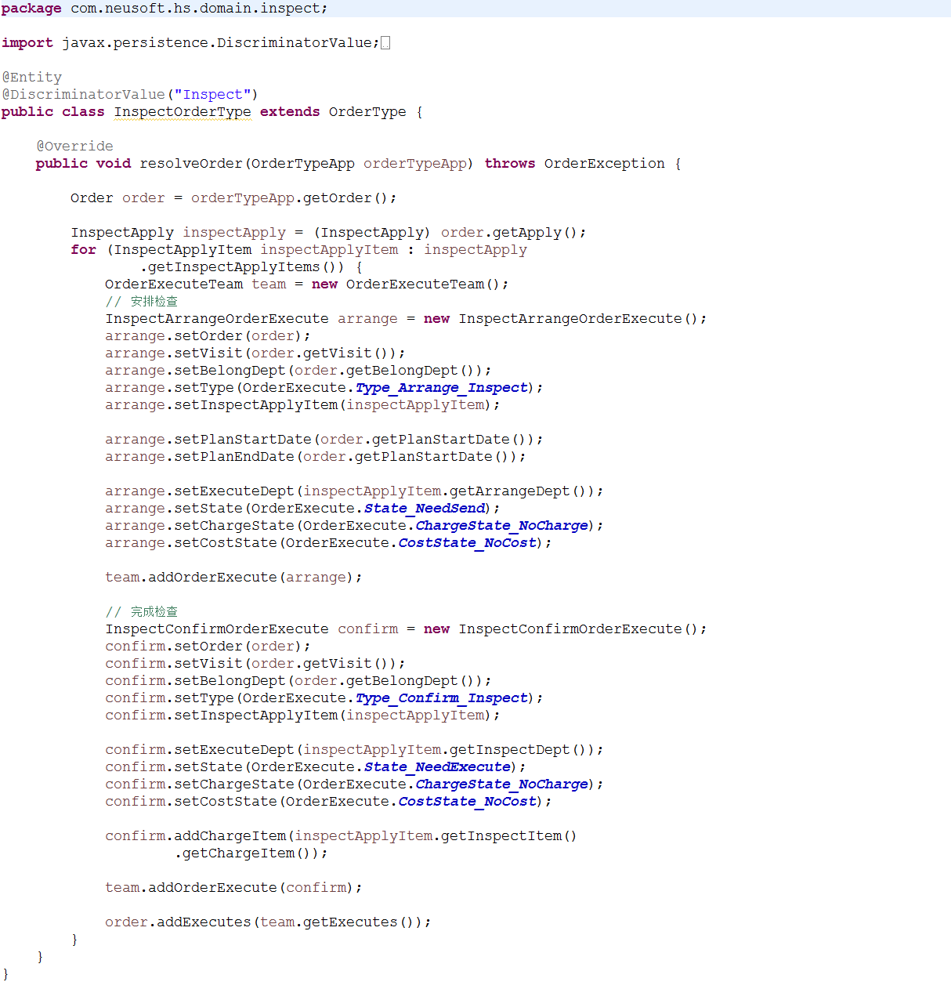 package com.neusoft.hs.domain.inspect;
import javax.persistence.DiscriminatorValue;
@Entity
@DiscriminatorValue("Inspect")
public class InspectOrderType extends OrderType {
@Override
public void resolveOrder(OrderTypeApp orderTypeApp) throws OrderException {
Order order = orderTypeApp.getOrder();
InspectApply inspectApply = (InspectApply) order.getApply();
for (InspectApplyItem inspectApplyItem : inspectApply
.getInspectApplyItems()) {
OrderExecuteTeam team = new OrderExecuteTeam();
// 安排检查
InspectArrangeOrderExecute arrange = new InspectArrangeOrderExecute();
arrange.setOrder(order);
arrange.setVisit(order.getVisit());
arrange.setBelongDept(order.getBelongDept());
arrange.setType(OrderExecute.Type_Arrange_Inspect);
arrange.setInspectApplyItem(inspectApplyItem);
arrange.setPlanStartDate(order.getPlanStartDate());
arrange.setPlanEndDate(order.getPlanStartDate());
arrange.setExecuteDept(inspectApplyItem.getArrangeDept());
arrange.setState(OrderExecute.State_NeedSend);
arrange.setChargeState(OrderExecute.ChargeState_NoCharge);
arrange.setCostState(OrderExecute.CostState_NoCost);
team.addOrderExecute(arrange);
// 完成检查
InspectConfirmOrderExecute confirm = new InspectConfirmOrderExecute();
confirm.setOrder(order);
confirm.setVisit(order.getVisit());
confirm.setBelongDept(order.getBelongDept());
confirm.setType(OrderExecute.Type_Confirm_Inspect);
confirm.setInspectApplyItem(inspectApplyItem);
confirm.setExecuteDept(inspectApplyItem.getInspectDept());
confirm.setState(OrderExecute.State_NeedExecute);
confirm.setChargeState(OrderExecute.ChargeState_NoCharge);
confirm.setCostState(OrderExecute.CostState_NoCost);
confirm.addChargeItem(inspectApplyItem.getInspectItem()
.getChargeItem());
team.addOrderExecute(confirm);
order.addExecutes(team.getExecutes());
}
}
}